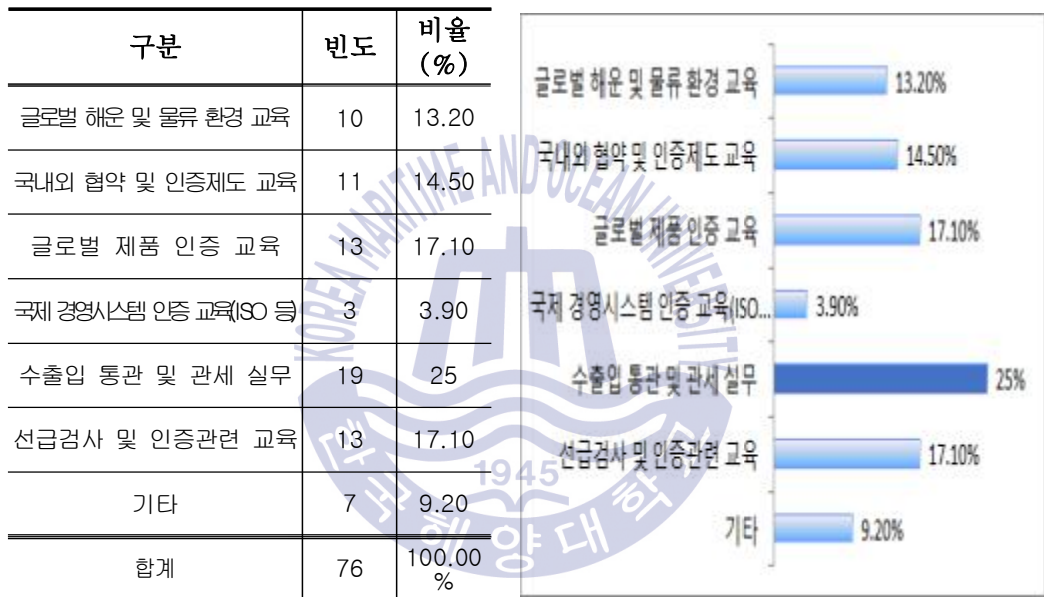 구분 빈도 비율
(%)
글로벌 해운 및 물류 환경 교육 10 13.20
국내외 협약 및 인증제도 교육 11 14.50
글로벌 제품 인증 교육 13 17.10
국제 경영시스템 인증 교육(ISO 등) 3 3.90
수출입 통관 및 관세 실무 19 25
선급검사 및 인증관련 교육 13 17.10
기타 7 9.20
합계 76 100.00
%
글로벌 해운 및 물류 환경 교육 13.20%
국내외 협약 및 인증제도 교육 14.50%
글로벌 제품 인증 교육 17.10%
국제 경영시스템 인증 교육(ISO... 3.90%
수출입 통관 및 관세 실무 25%
선급검사 및 인증관련 교육 17.10%
기타 9.20%
KOREA MARITIME AND OCEAN UNIVERSITY
1945
한국해양대학교